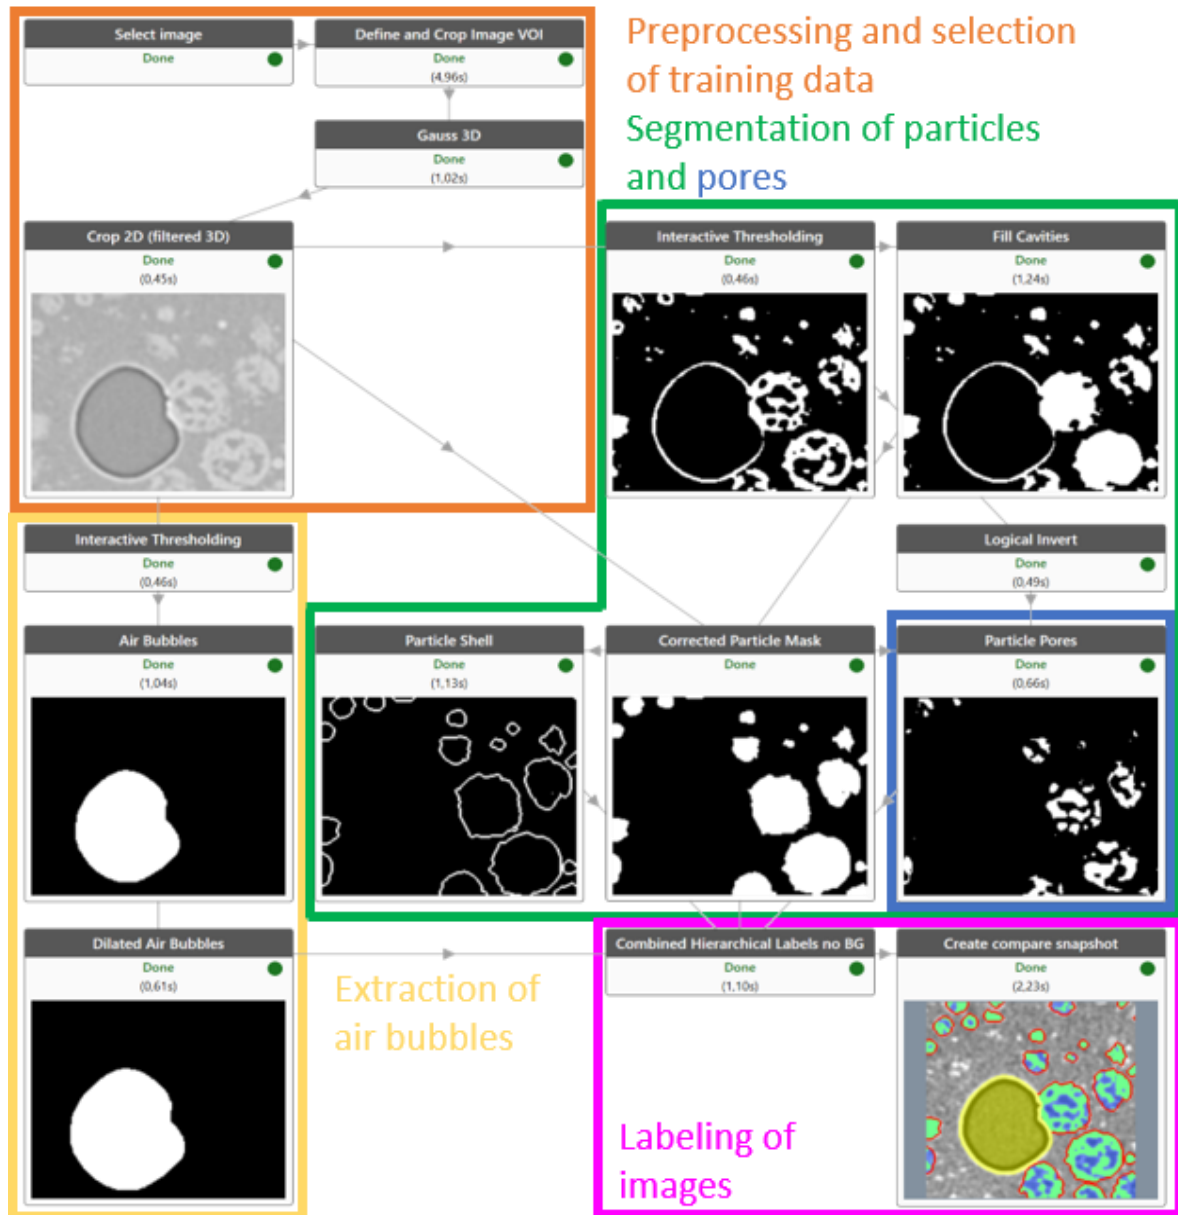 Select image
Done
Define and Crop Image VOI
Done
(4,96s)
Preprocessing and selection
of training data
Segmentation of particles
and pores
Gauss 3D
Done
(1,02s)
Crop 2D (filtered 3D)
Done
(0,45s)
Interactive Thresholding
Done
(0,46s)
Fill Cavities
Done
(1,24s)
Interactive Thresholding
Done
(0,46s)
Logical Invert
Done
(0,49s)
Air Bubbles
Done
(1,04s)
Particle Shell
Done
(1,13s)
Corrected Particle Mask
Done
Particle Pores
Done
(0,66s)
Dilated Air Bubbles
Done
(0,61s)
Extraction of
air bubbles
Combined Hierarchical Labels no BG
Done
(1,10s)
Create compare snapshot
Done
(2,23s)
Labeling of
images